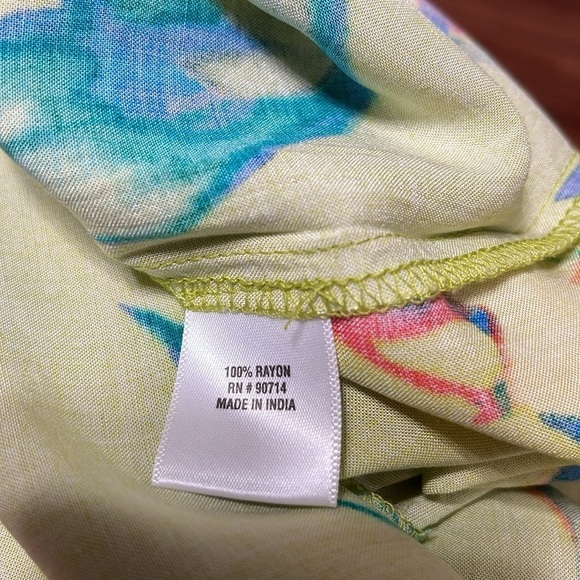 100% RAYON
RN # 90714
MADE IN INDIA